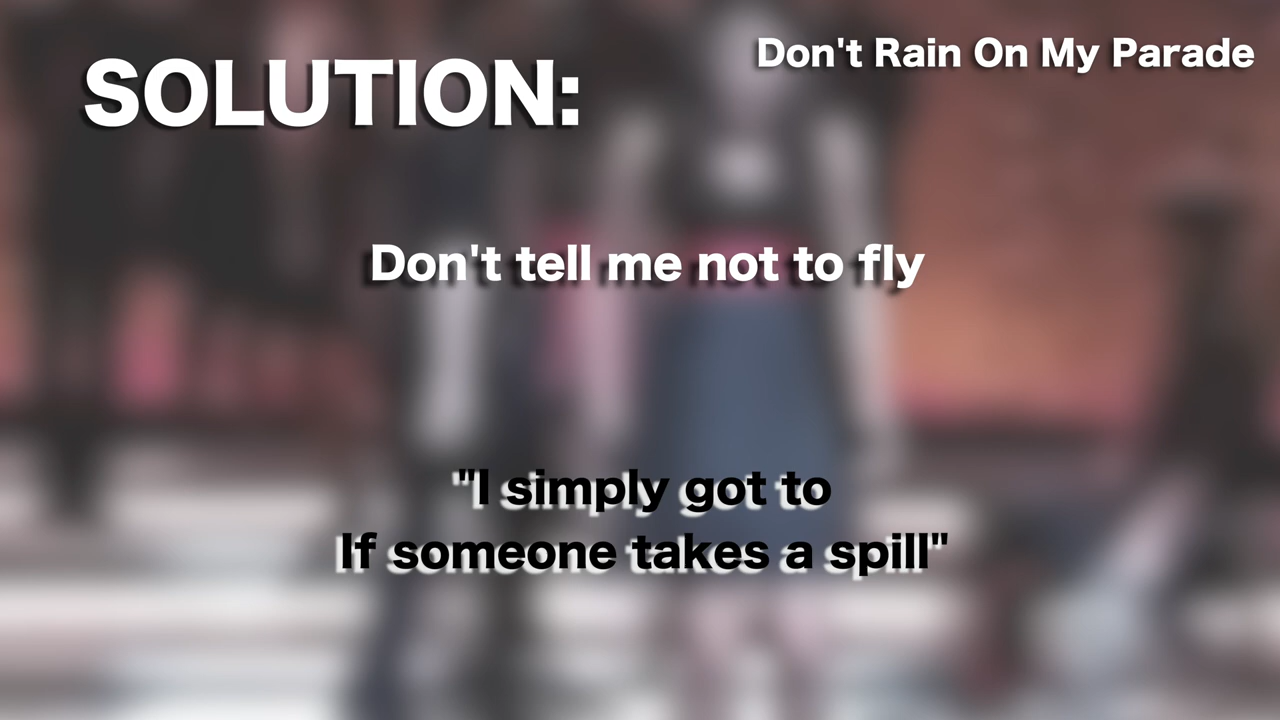 Don't Rain On My Parade
SOLUTION:
Don't tell me not to fly
"I simply got to
If someone takes a spill"